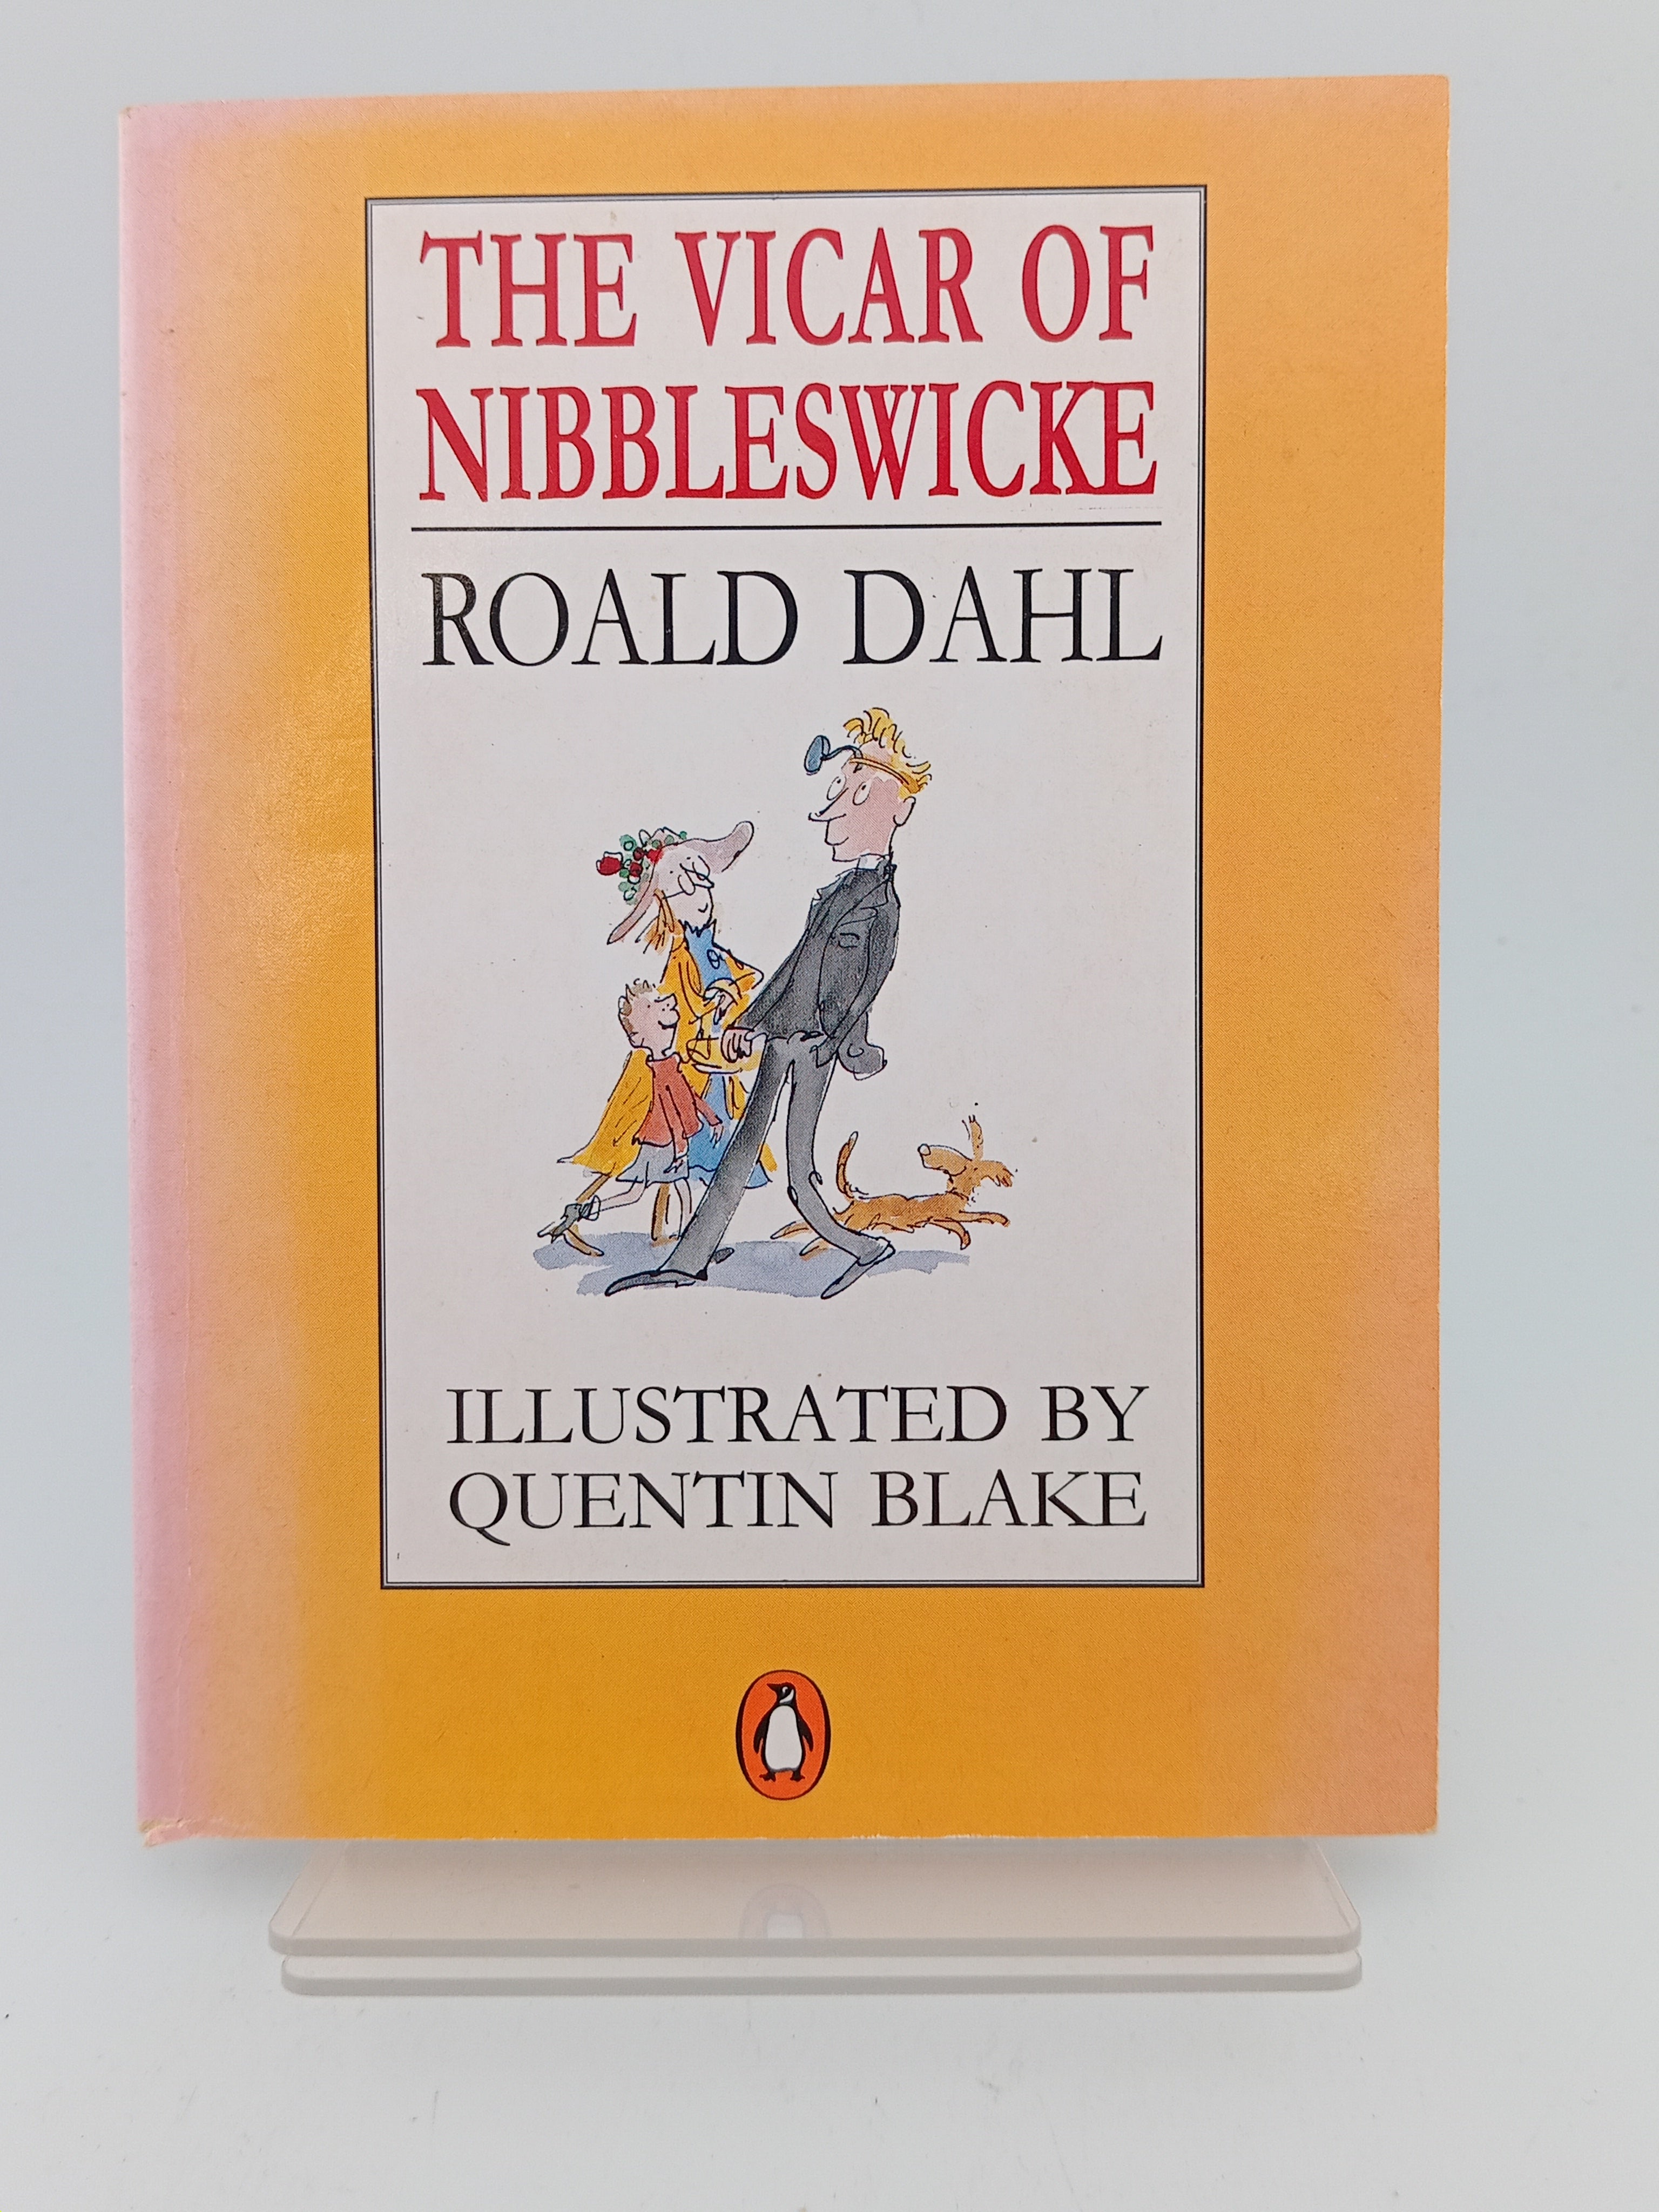 THE VICAR OF
NIBBLESWICKE
ROALD DAHL
ILLUSTRATED BY
QUENTIN BLAKE